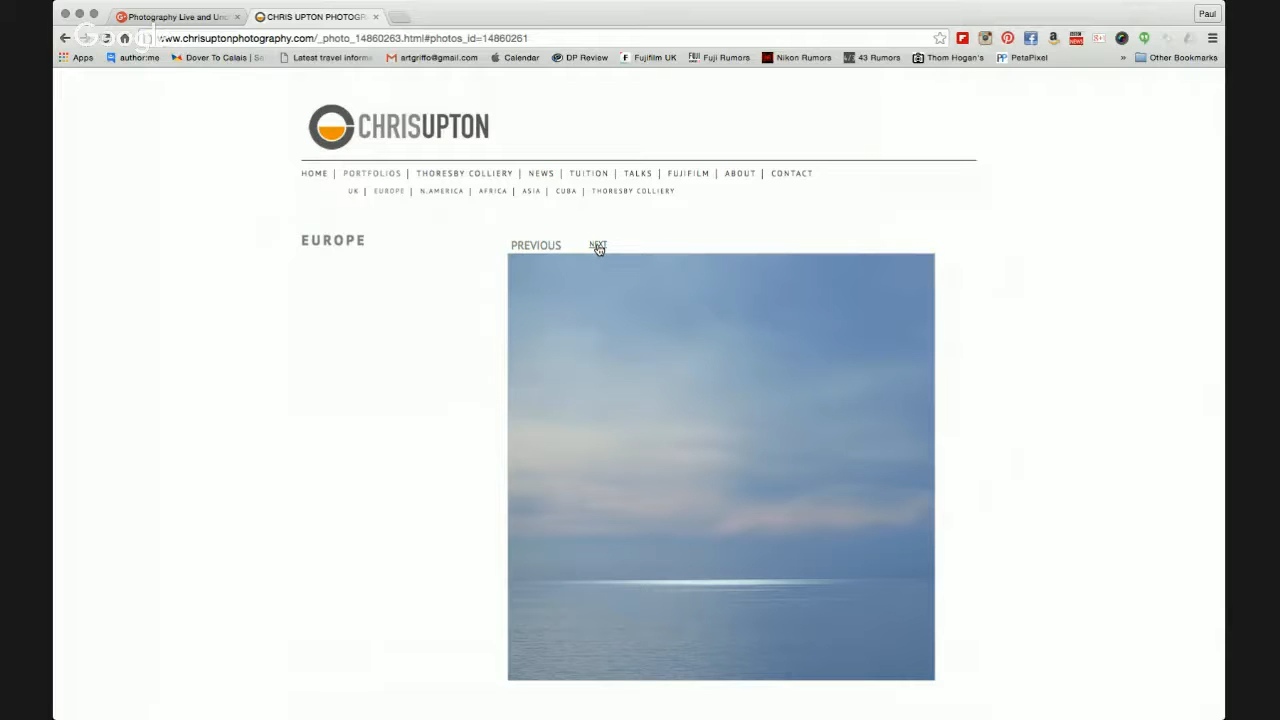 Photography Live and Un
CHRIS UPTON PHOTOGR
Paul
www.chrisuptonphotography.com/_photo_14860263.html#photos_id=14860261
Apps
author:me
Dover To Calais | Sa
Latest travel inform
artgriffo@gmail.com
Calendar
DP Review
Fujifilm UK
Fuji Rumors
Nikon Rumors
43 Rumors
Thom Hogan's
PetaPixel
»
Other Bookmarks
CHRISUPTON
HOME | PORTFOLIOS | THORESBY COLLIERY | NEWS | TUITION | TALKS | FUJIFILM | ABOUT | CONTACT
UK | EUROPE | N.AMERICA | AFRICA | ASIA | CUBA | THORESBY COLLIERY
EUROPE
PREVIOUS NEXT